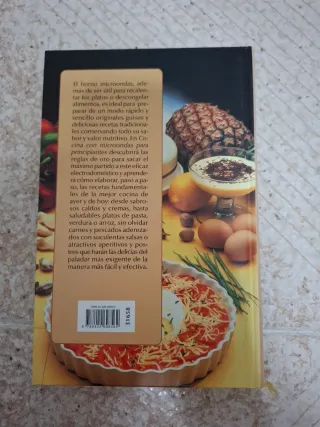 El horno microondas, ade-
más de ser útil para recalen-
tar los platos o descongelar
alimentos, es ideal para pre-
parar de un modo rápido y
sencillo originales guisos y
deliciosas recetas tradiciona-
les conservando todo su sa-
bor y valor nutritivo. En Co-
cina con microondas para
principiantes descubrirá las
reglas de oro para sacar el
máximo partido a este eficaz
electrodoméstico y aprende-
rá cómo elaborar, paso a pa-
so, las recetas fundamenta-
les de la mejor cocina de
ayer y de hoy: desde sabro-
sos caldos y cremas, hasta
saludables platos de pasta,
verdura o arroz, sin olvidar
carnes y pescados adereza-
dos con suculentas salsas o
atractivos aperitivos y pos-
tres que harán las delicias del
paladar más exigente de la
manera más fácil y efectiva.